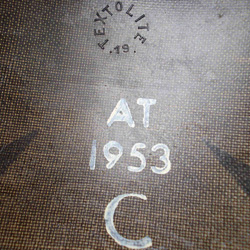 TEXTOLITE
.19.
AT
1953
C